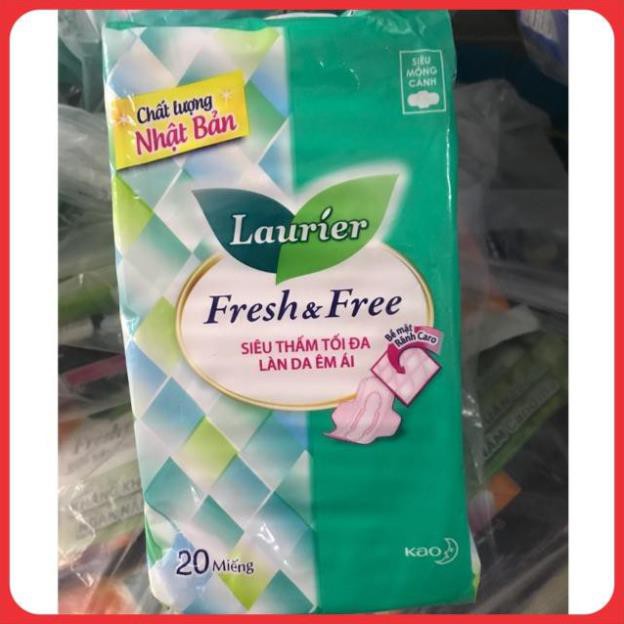 SIÊU
MỎNG
CÁNH
Chất lượng
Nhật Bản
Laurier
Fresh & Free
SIÊU THẤM TỐI ĐA
LÀN DA ÊM ÁI
Bề mặt
Rãnh Caro
Kao
20 Miếng